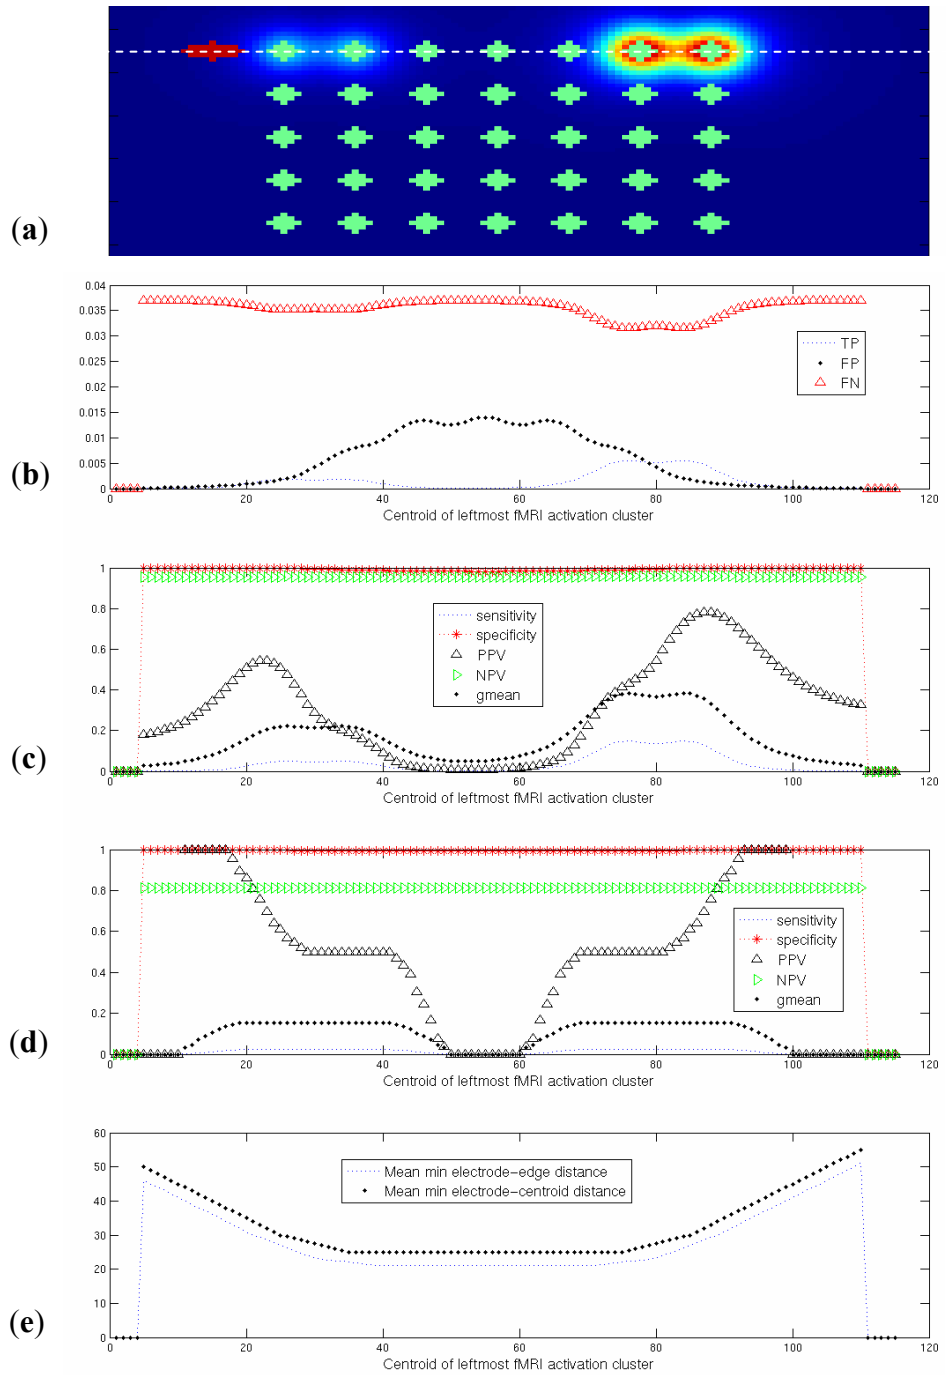 (a)
0.04
0.035
0.03
0.025
0.02
0.015
0.01
0.005
0
TP
FP
FN
0 20 40 60 80 100 120
Centroid of leftmost fMRI activation cluster
(b)
1
0.8
0.6
0.4
0.2
0
sensitivity
specificity
PPV
NPV
gmean
0 20 40 60 80 100 120
Centroid of leftmost fMRI activation cluster
(c)
1
0.8
0.6
0.4
0.2
0
sensitivity
specificity
PPV
NPV
gmean
0 20 40 60 80 100 120
Centroid of leftmost fMRI activation cluster
(d)
60
50
40
30
20
10
0
Mean min electrode-edge distance
Mean min electrode-centroid distance
0 20 40 60 80 100 120
Centroid of leftmost fMRI activation cluster
(e)